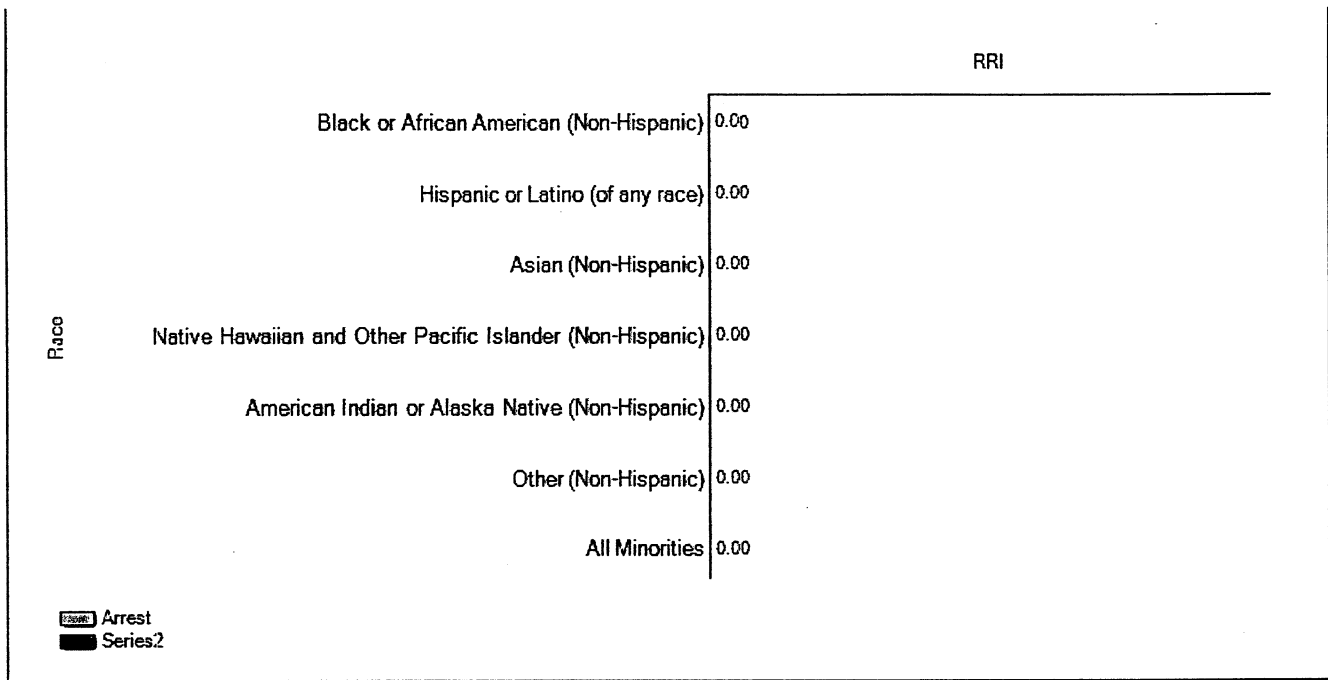 RRI
Black or African American (Non-Hispanic) 0.00
Hispanic or Latino (of any race) 0.00
Asian (Non-Hispanic) 0.00
Race
Native Hawaiian and Other Pacific Islander (Non-Hispanic) 0.00
American Indian or Alaska Native (Non-Hispanic) 0.00
Other (Non-Hispanic) 0.00
All Minorities 0.00
Arrest
Series2